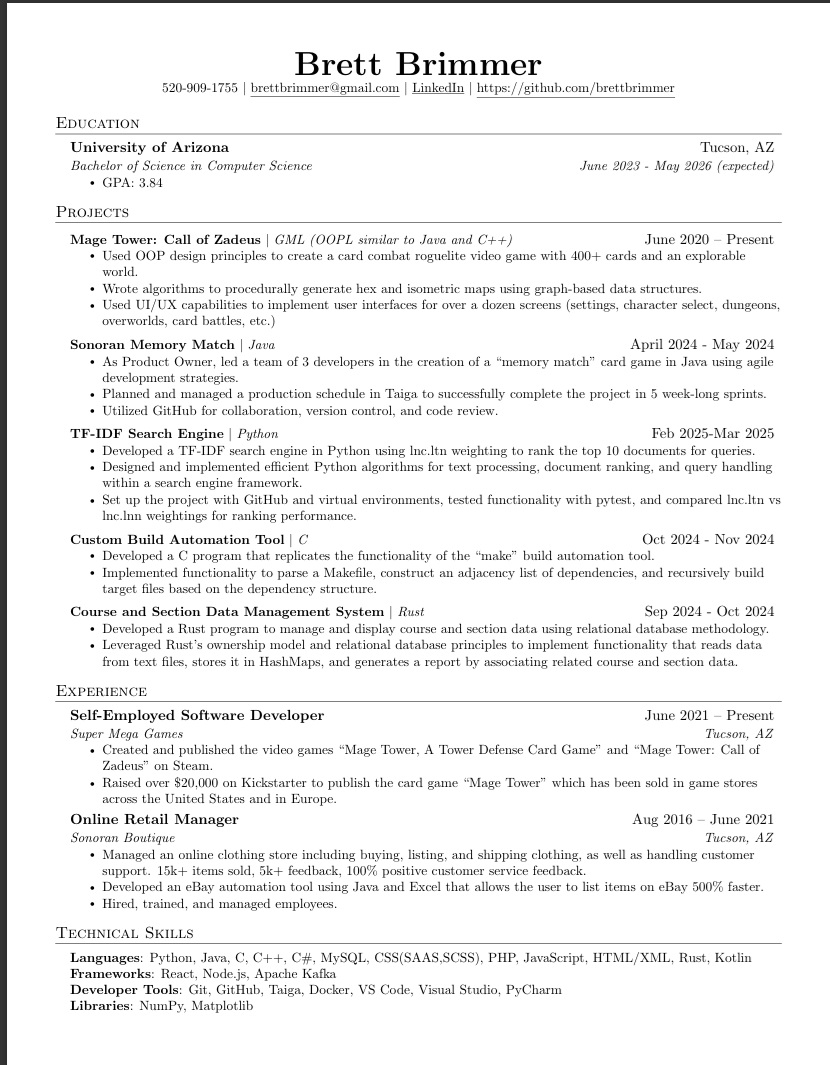 Brett Brimmer
520-909-1755 | brettbrimmer@gmail.com | LinkedIn | https://github.com/brettbrimmer
Education
University of Arizona Tucson, AZ
Bachelor of Science in Computer Science June 2023 - May 2026 (expected)
• GPA: 3.84
Projects
Mage Tower: Call of Zadeus | GML (OOPL similar to Java and C++) June 2020 – Present
• Used OOP design principles to create a card combat roguelite video game with 400+ cards and an explorable
world.
• Wrote algorithms to procedurally generate hex and isometric maps using graph-based data structures.
• Used UI/UX capabilities to implement user interfaces for over a dozen screens (settings, character select, dungeons,
overworlds, card battles, etc.)
Sonoran Memory Match | Java April 2024 - May 2024
• As Product Owner, led a team of 3 developers in the creation of a “memory match” card game in Java using agile
development strategies.
• Planned and managed a production schedule in Taiga to successfully complete the project in 5 week-long sprints.
• Utilized GitHub for collaboration, version control, and code review.
TF-IDF Search Engine | Python Feb 2025-Mar 2025
• Developed a TF-IDF search engine in Python using lnc.ltn weighting to rank the top 10 documents for queries.
• Designed and implemented efficient Python algorithms for text processing, document ranking, and query handling
within a search engine framework.
• Set up the project with GitHub and virtual environments, tested functionality with pytest, and compared lnc.ltn vs
lnc.lnn weightings for ranking performance.
Custom Build Automation Tool | C Oct 2024 - Nov 2024
• Developed a C program that replicates the functionality of the “make” build automation tool.
• Implemented functionality to parse a Makefile, construct an adjacency list of dependencies, and recursively build
target files based on the dependency structure.
Course and Section Data Management System | Rust Sep 2024 - Oct 2024
• Developed a Rust program to manage and display course and section data using relational database methodology.
• Leveraged Rust’s ownership model and relational database principles to implement functionality that reads data
from text files, stores it in HashMaps, and generates a report by associating related course and section data.
Experience
Self-Employed Software Developer June 2021 – Present
Super Mega Games Tucson, AZ
• Created and published the video games “Mage Tower, A Tower Defense Card Game” and “Mage Tower: Call of
Zadeus” on Steam.
• Raised over $20,000 on Kickstarter to publish the card game “Mage Tower” which has been sold in game stores
across the United States and in Europe.
Online Retail Manager Aug 2016 – June 2021
Sonoran Boutique Tucson, AZ
• Managed an online clothing store including buying, listing, and shipping clothing, as well as handling customer
support. 15k+ items sold, 5k+ feedback, 100% positive customer service feedback.
• Developed an eBay automation tool using Java and Excel that allows the user to list items on eBay 500% faster.
• Hired, trained, and managed employees.
Technical Skills
Languages: Python, Java, C, C++, C#, MySQL, CSS(SAAS,SCSS), PHP, JavaScript, HTML/XML, Rust, Kotlin
Frameworks: React, Node.js, Apache Kafka
Developer Tools: Git, GitHub, Taiga, Docker, VS Code, Visual Studio, PyCharm
Libraries: NumPy, Matplotlib